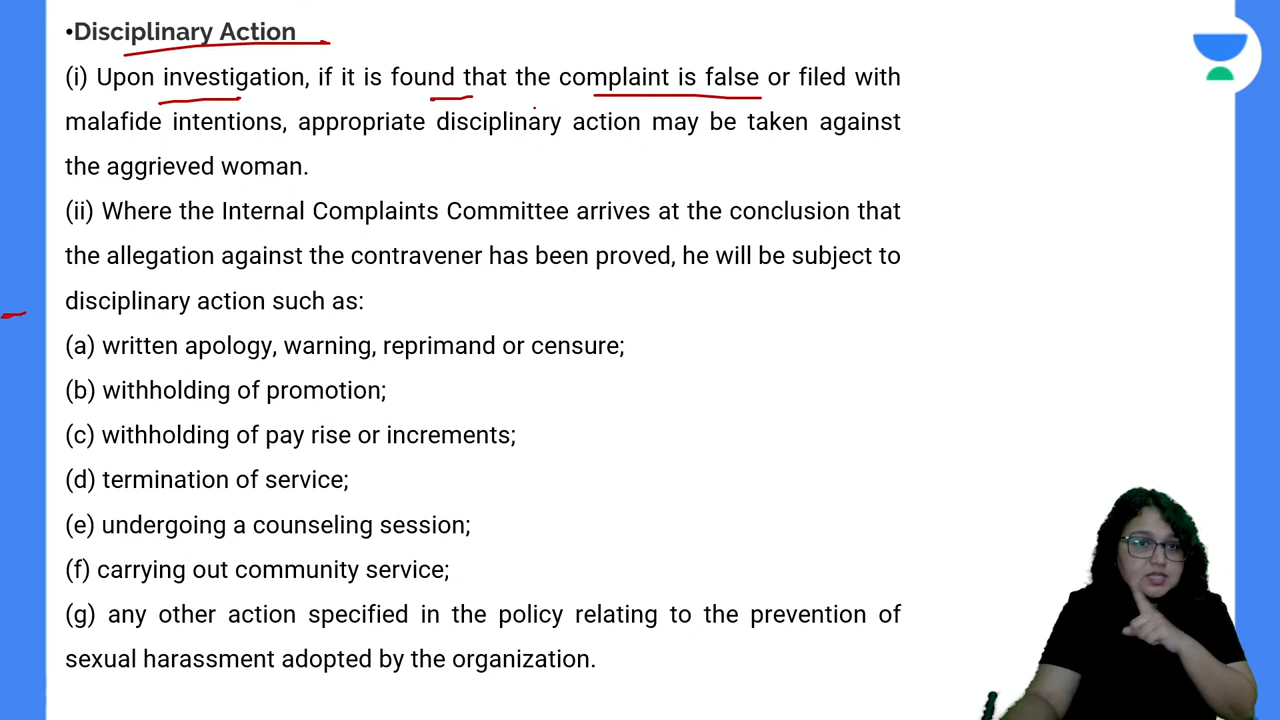 •Disciplinary Action
(i) Upon investigation, if it is found that the complaint is false or filed with
malafide intentions, appropriate disciplinary action may be taken against
the aggrieved woman.
(ii) Where the Internal Complaints Committee arrives at the conclusion that
the allegation against the contravener has been proved, he will be subject to
disciplinary action such as:
(a) written apology, warning, reprimand or censure;
(b) withholding of promotion;
(c) withholding of pay rise or increments;
(d) termination of service;
(e) undergoing a counseling session;
(f) carrying out community service;
(g) any other action specified in the policy relating to the prevention of
sexual harassment adopted by the organization.